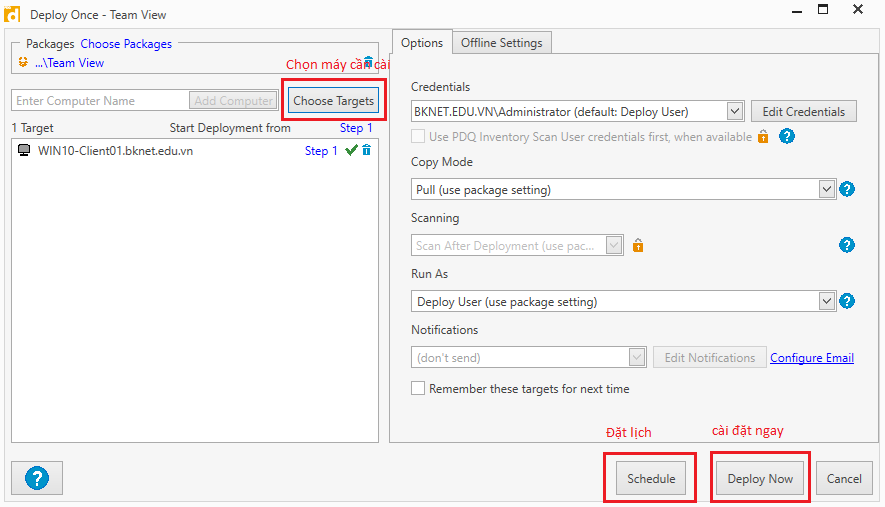 Deploy Once - Team View
Packages Choose Packages
...\Team View
Chọn máy cần cài
Enter Computer Name
Add Computer
Choose Targets
1 Target
Start Deployment from
Step 1
WIN10-Client01.bknet.edu.vn
Step 1
Options
Offline Settings
Credentials
BKNET.EDU.VN\Administrator (default: Deploy User)
Edit Credentials
Use PDQ Inventory Scan User credentials first, when available
?
Copy Mode
Pull (use package setting)
?
Scanning
Scan After Deployment (use pac...
?
Run As
Deploy User (use package setting)
?
Notifications
(don't send)
Edit Notifications
Configure Email
Remember these targets for next time
Đặt lịch
cài đặt ngay
?
Schedule
Deploy Now
Cancel